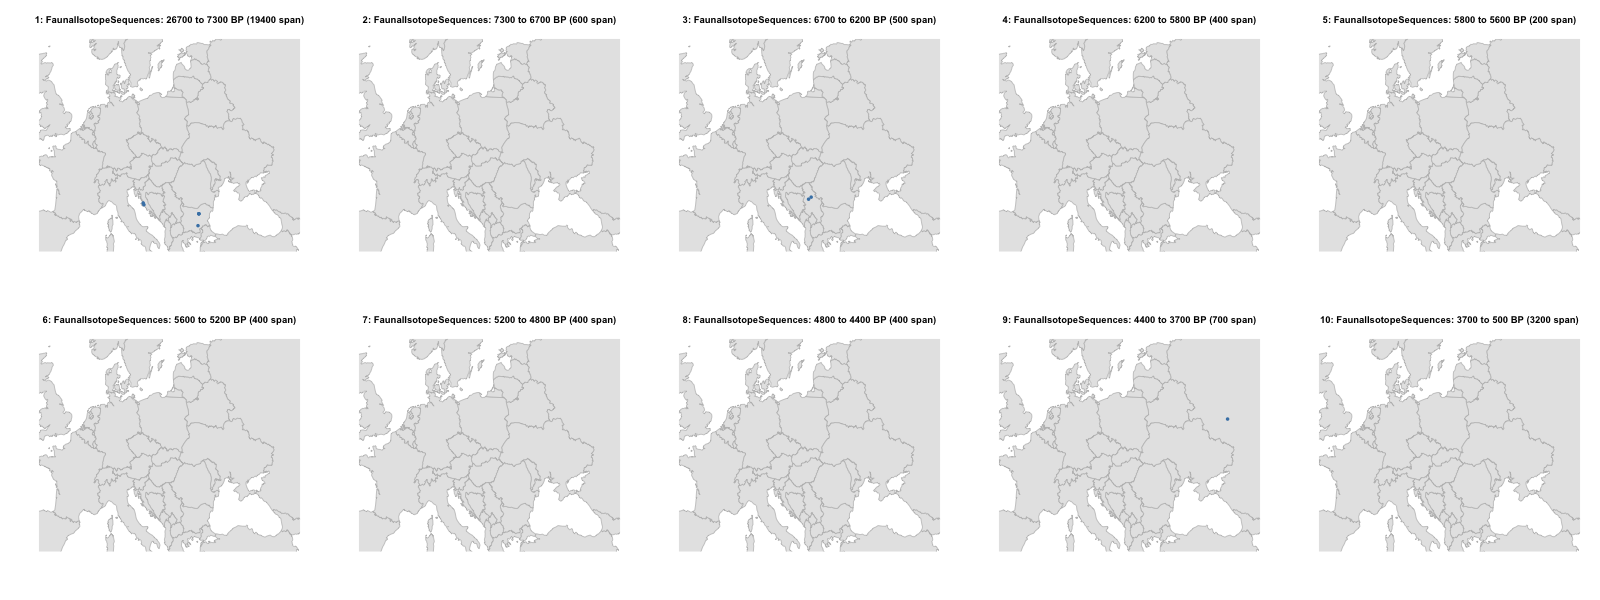 1: FaunalIsotopeSequences: 26700 to 7300 BP (19400 span)
2: FaunalIsotopeSequences: 7300 to 6700 BP (600 span)
3: FaunalIsotopeSequences: 6700 to 6200 BP (500 span)
4: FaunalIsotopeSequences: 6200 to 5800 BP (400 span)
5: FaunalIsotopeSequences: 5800 to 5600 BP (200 span)
6: FaunalIsotopeSequences: 5600 to 5200 BP (400 span)
7: FaunalIsotopeSequences: 5200 to 4800 BP (400 span)
8: FaunalIsotopeSequences: 4800 to 4400 BP (400 span)
9: FaunalIsotopeSequences: 4400 to 3700 BP (700 span)
10: FaunalIsotopeSequences: 3700 to 500 BP (3200 span)